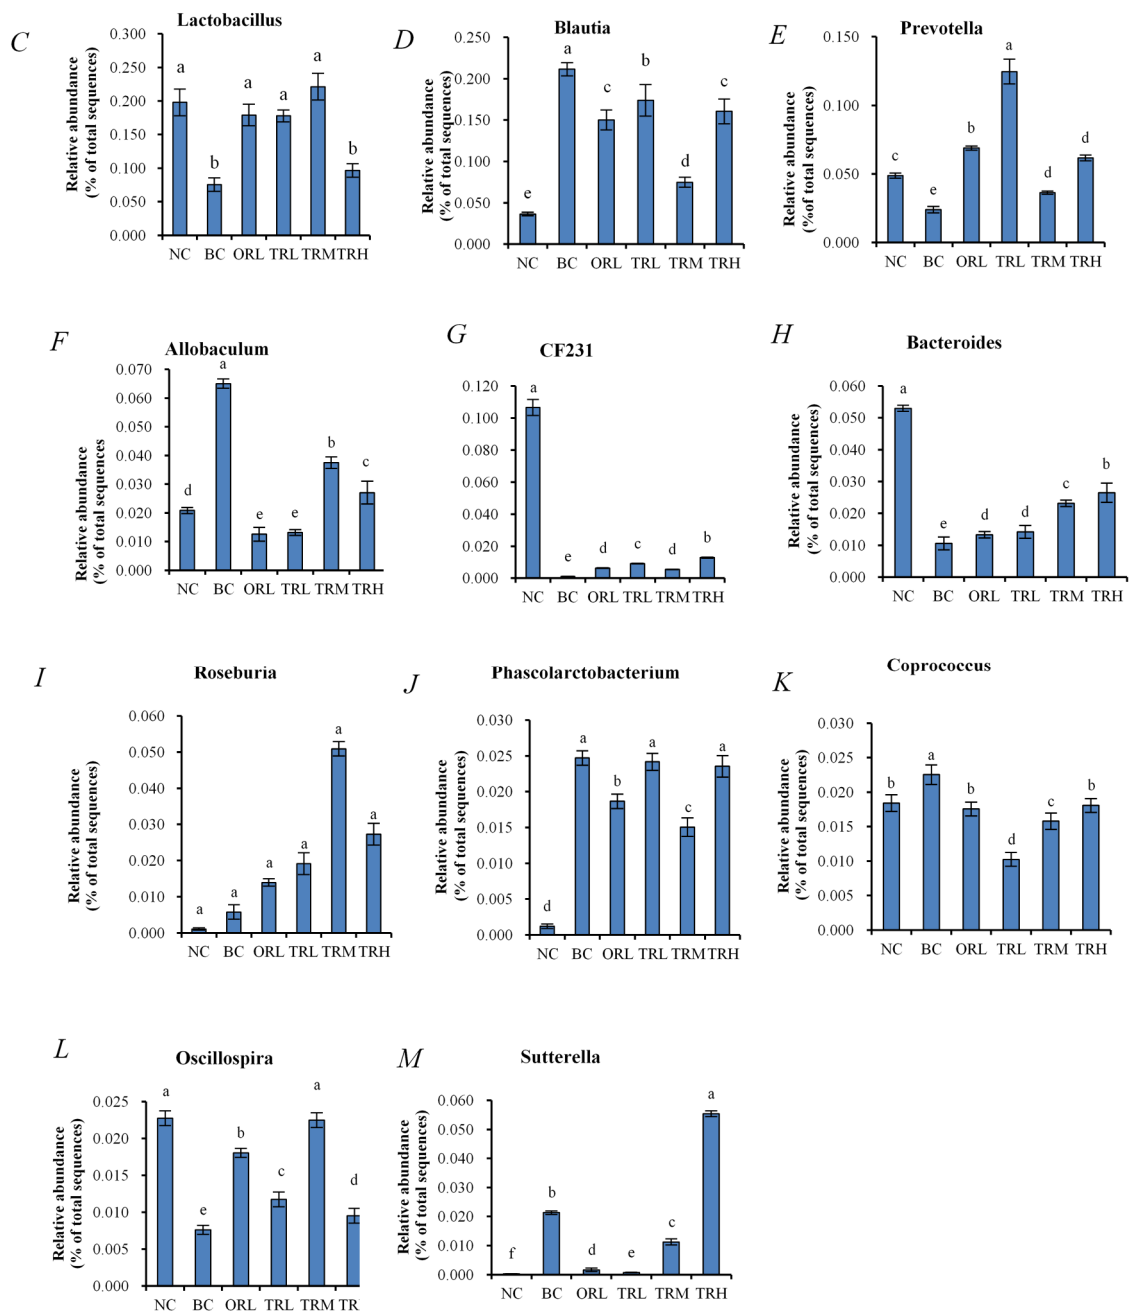 C
Lactobacillus
Relative abundance
(% of total sequences)
0.300
0.250
0.200
0.150
0.100
0.050
0.000
a
b
a
a
a
b
NC BC ORL TRL TRM TRH
D
Blautia
Relative abundance
(% of total sequences)
0.250
0.200
0.150
0.100
0.050
0.000
e
a
c
b
d
c
NC BC ORL TRL TRM TRH
E
Prevotella
Relative abundance
(%of total sequences)
0.150
0.100
0.050
0.000
c
e
b
a
d
d
NC BC ORL TRL TRM TRH
F
Allobaculum
Relative abundance
(% of total sequences
0.070
0.060
0.050
0.040
0.030
0.020
0.010
0.000
d
a
e
e
b
c
NC BC ORL TRL TRM TRH
G
CF231
Relative abundance
(% of total sequences)
0.120
0.100
0.080
0.060
0.040
0.020
0.000
a
e
d
c
d
b
NC BC ORL TRL TRM TRH
H
Bacteroides
Relative abundance
(% of total sequences)
0.060
0.050
0.040
0.030
0.020
0.010
0.000
a
e
d
d
c
b
NC BC ORL TRL TRM TRH
I
Roseburia
Relative abundance
(% of total sequences)
0.060
0.050
0.040
0.030
0.020
0.010
0.000
a
a
a
a
a
a
NC BC ORL TRL TRM TRH
J
Phascolarctobacterium
Relative abundance
(% of total sequences)
0.030
0.025
0.020
0.015
0.010
0.005
0.000
d
a
b
a
c
a
NC BC ORL TRL TRM TRH
K
Coprococcus
Relative abundance
(% of total sequences)
0.030
0.025
0.020
0.015
0.010
0.005
0.000
b
a
b
d
c
b
NC BC ORL TRL TRM TRH
L
Oscillospira
Relative abundance
(% of total sequences)
0.025
0.020
0.015
0.010
0.005
0.000
a
e
b
c
a
d
NC BC ORL TRL TRM TR
M
Sutterella
Relative abundance
(% of total sequences)
0.060
0.050
0.040
0.030
0.020
0.010
0.000
f
b
d
e
c
a
NC BC ORL TRL TRM TRH